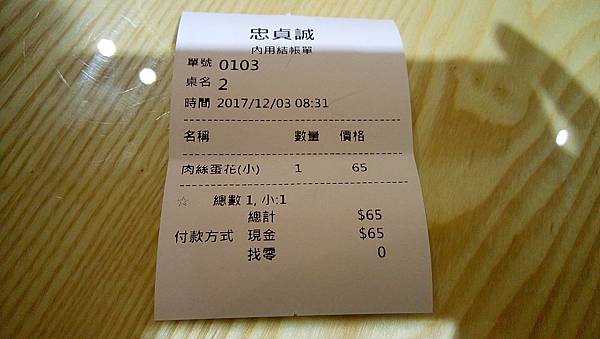 忠貞誠
內用結帳單
單號 0103
桌名 2
時間 2017/12/03 08:31
名稱 數量 價格
肉絲蛋花(小) 1 65
☆ 總數 1, 小:1
總計 $65
付款方式 現金 $65
找零 0